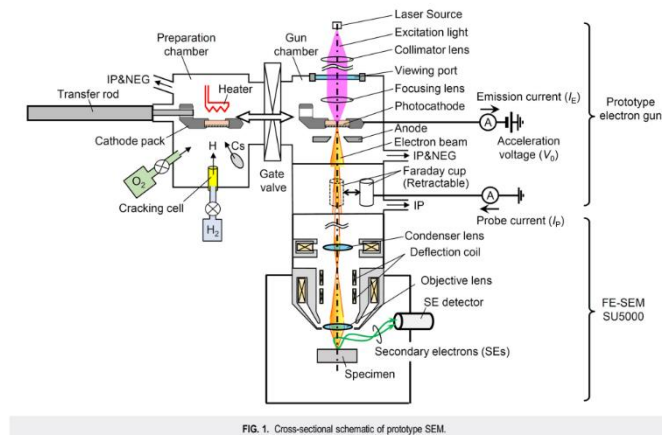 Laser Source
Preparation
chamber
Gun
chamber
Excitation light
Collimator lens
IP&NEG
Heater
Viewing port
Transfer rod
Focusing lens
Emission current (IE)
Photocathode
Prototype
electron gun
Cathode pack
H
Cs
Anode
Acceleration
voltage (V0)
A
Electron beam
O2
IP&NEG
Gate
valve
Faraday cup
(Retractable)
A
Cracking cell
IP
Probe current (IP)
H2
Condenser lens
Deflection coil
Objective lens
SE detector
FE-SEM
SU5000
Secondary electrons (SEs)
Specimen
FIG. 1. Cross-sectional schematic of prototype SEM.